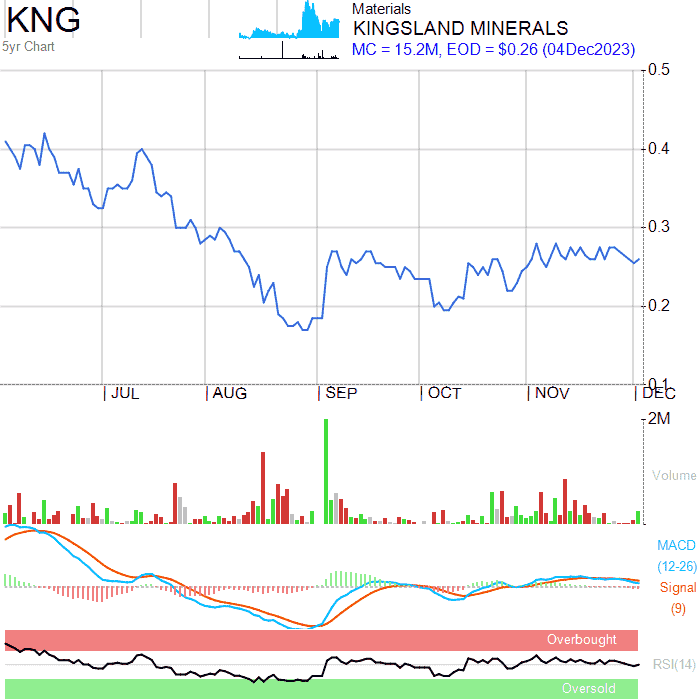 KNG
5yr Chart
Materials
KINGSLAND MINERALS
MC = 15.2M, EOD = $0.26 (04Dec2023)
0.5
0.4
0.3
0.2
0.1
JUL AUG SEP OCT NOV DEC
2M
Volume
MACD
(12-26)
Signal
(9)
Overbought
RSI(14)
Oversold